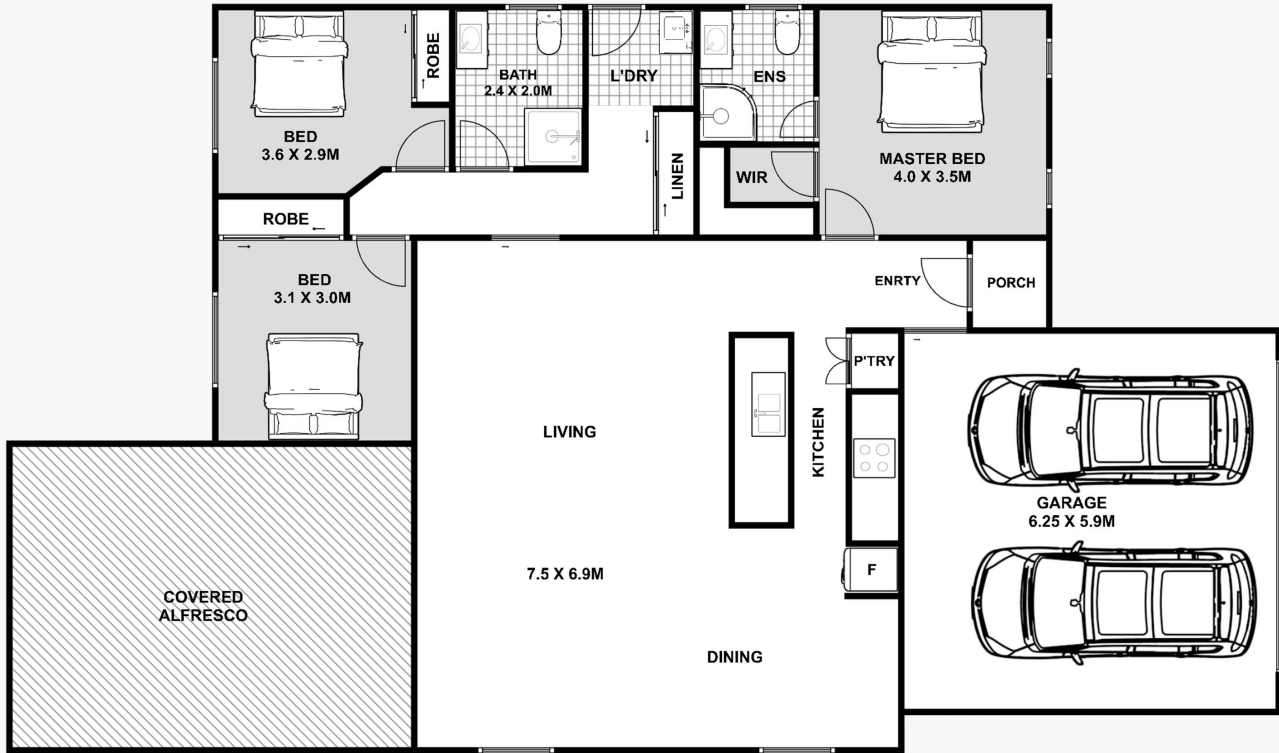 ROBE
BATH
2.4 X 2.0M
L'DRY
ENS
BED
3.6 X 2.9M
MASTER BED
4.0 X 3.5M
LINEN
WIR
ROBE
BED
3.1 X 3.0M
ENRTY
PORCH
P'TRY
LIVING
KITCHEN
GARAGE
6.25 X 5.9M
7.5 X 6.9M
F
COVERED
ALFRESCO
DINING